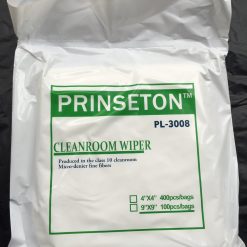 PRINSETON™
PL-3008
CLEANROOM WIPER
Produced in the class 10 cleanroom
Micro-denier fine fibers
4"X4" 400pcs/bags
9"X9" 100pcs/bags